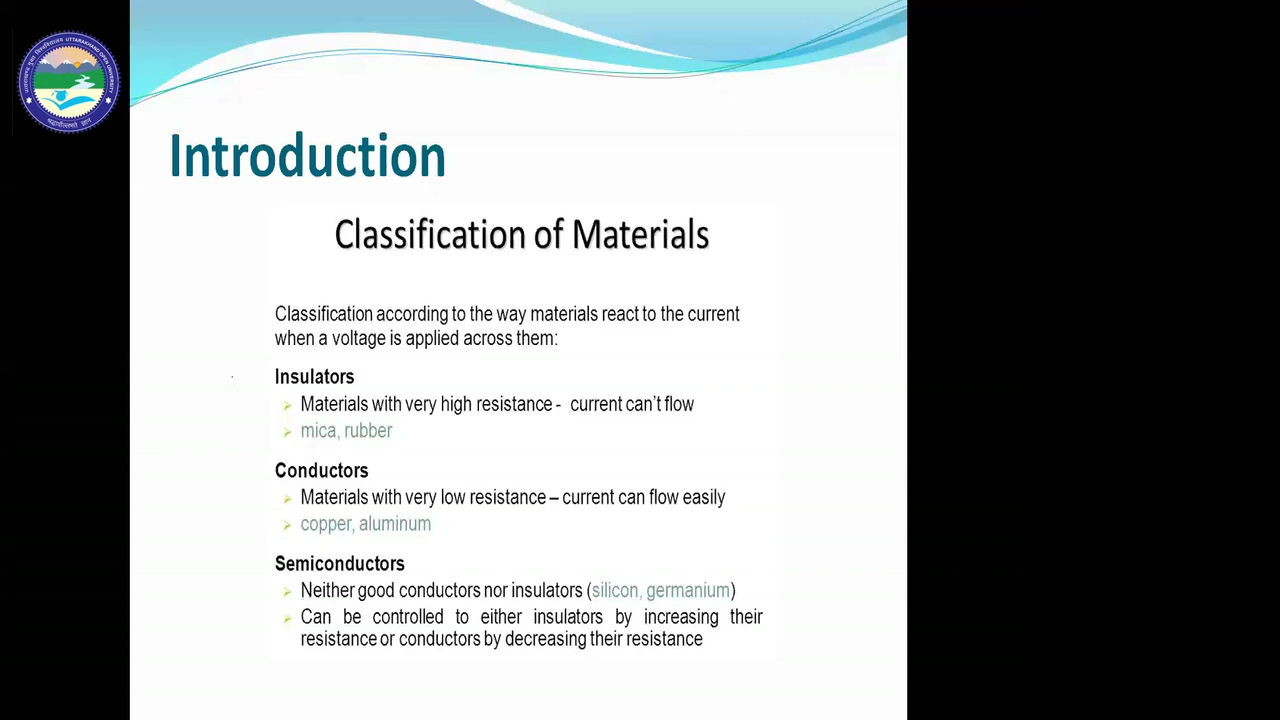 UTTARAKHAND OPEN UNIVERSITY
Introduction
Classification of Materials
Classification according to the way materials react to the current
when a voltage is applied across them:
Insulators
Materials with very high resistance - current can't flow
mica, rubber
Conductors
Materials with very low resistance – current can flow easily
copper, aluminum
Semiconductors
Neither good conductors nor insulators (silicon, germanium)
Can be controlled to either insulators by increasing their
resistance or conductors by decreasing their resistance